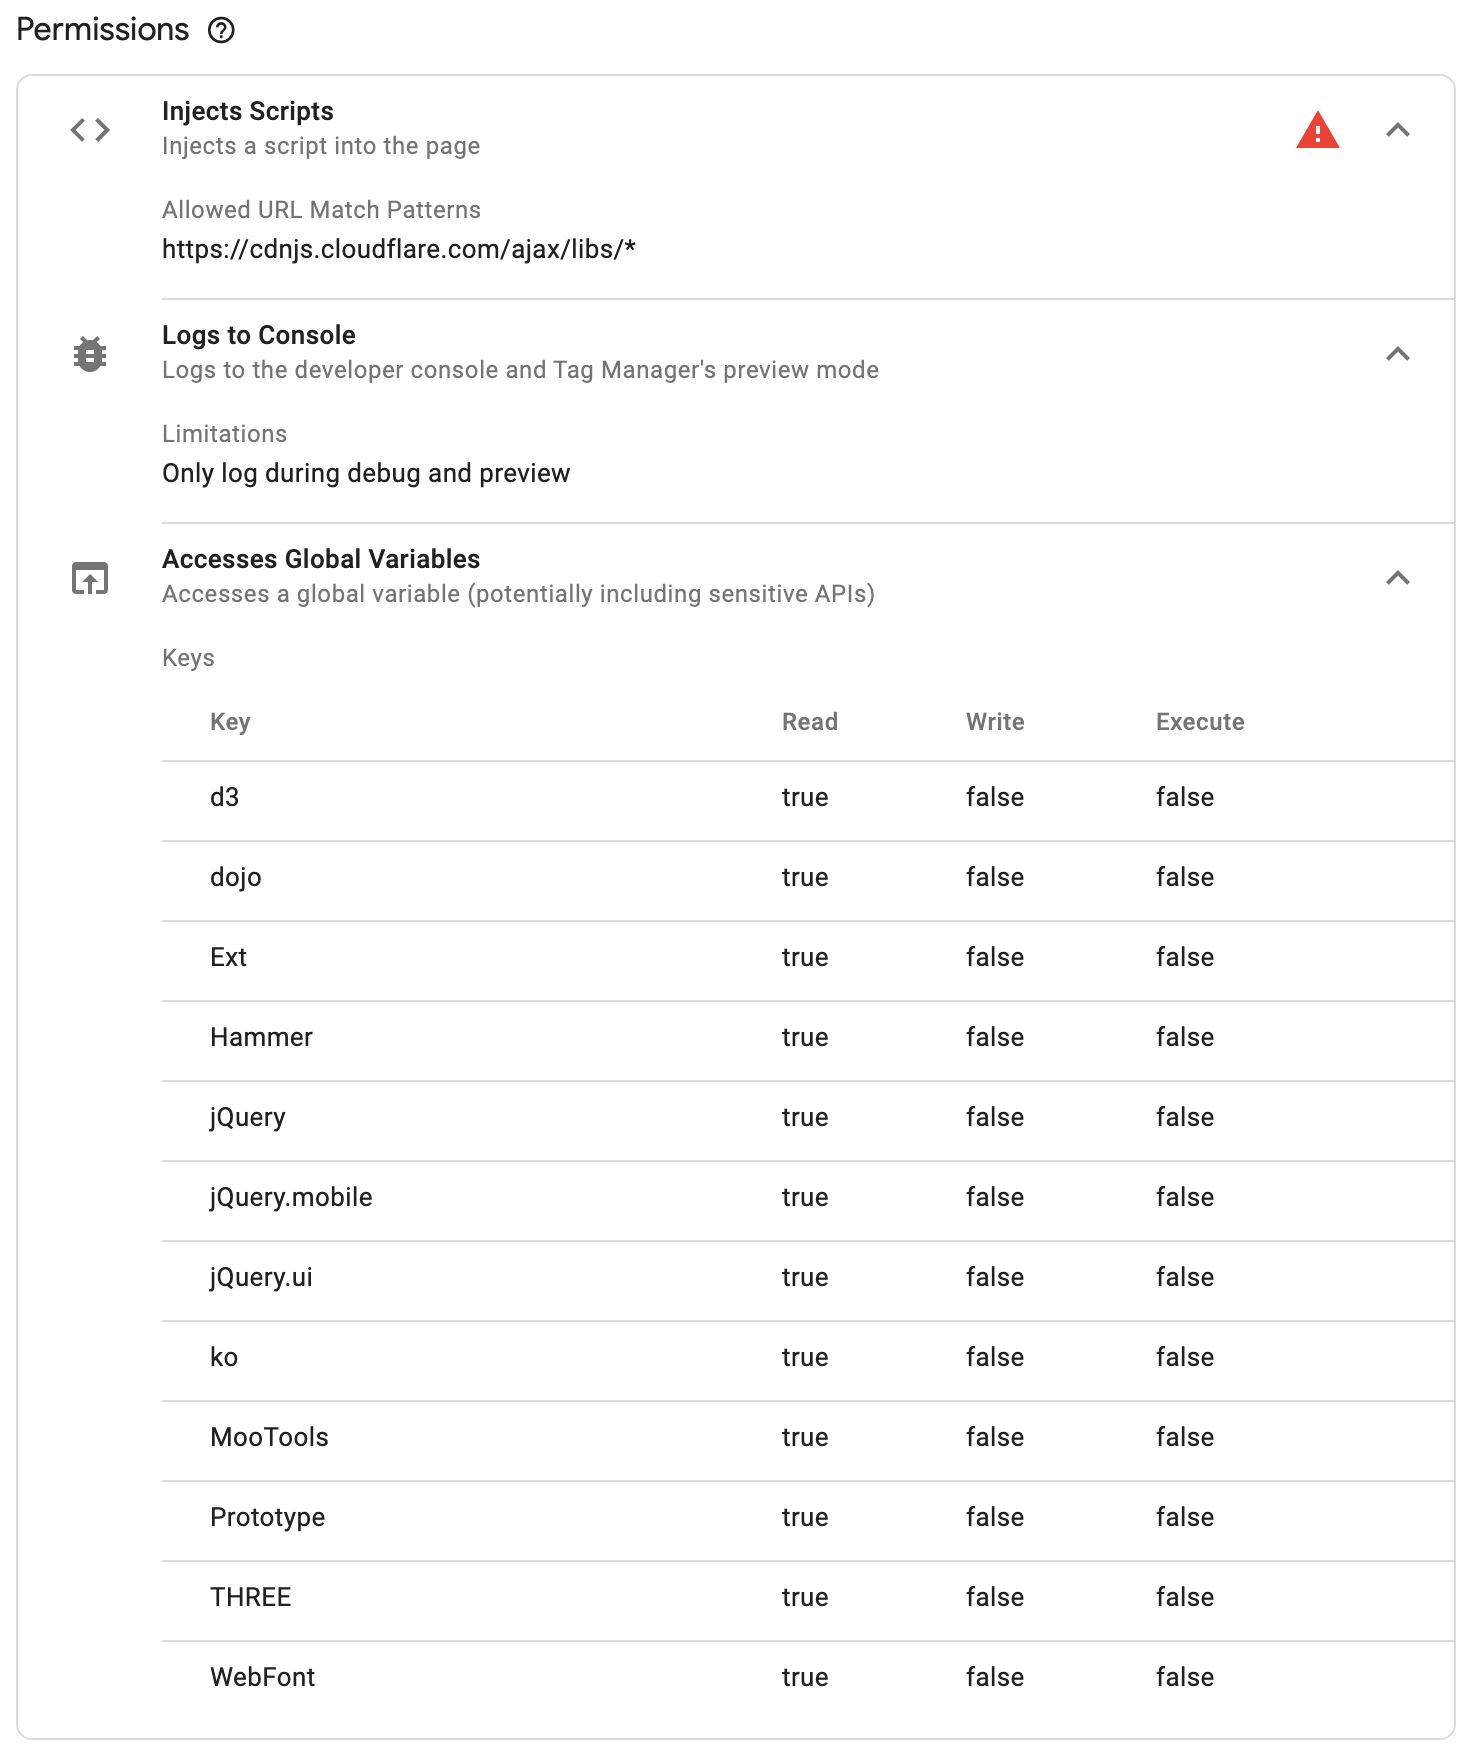 Permissions
Injects Scripts
Injects a script into the page
Allowed URL Match Patterns
https://cdnjs.cloudflare.com/ajax/libs/*
Logs to Console
Logs to the developer console and Tag Manager's preview mode
Limitations
Only log during debug and preview
Accesses Global Variables
Accesses a global variable (potentially including sensitive APIs)
Keys
Key Read Write Execute
d3 true false false
dojo true false false
Ext true false false
Hammer true false false
jQuery true false false
jQuery.mobile true false false
jQuery.ui true false false
ko true false false
MooTools true false false
Prototype true false false
THREE true false false
WebFont true false false